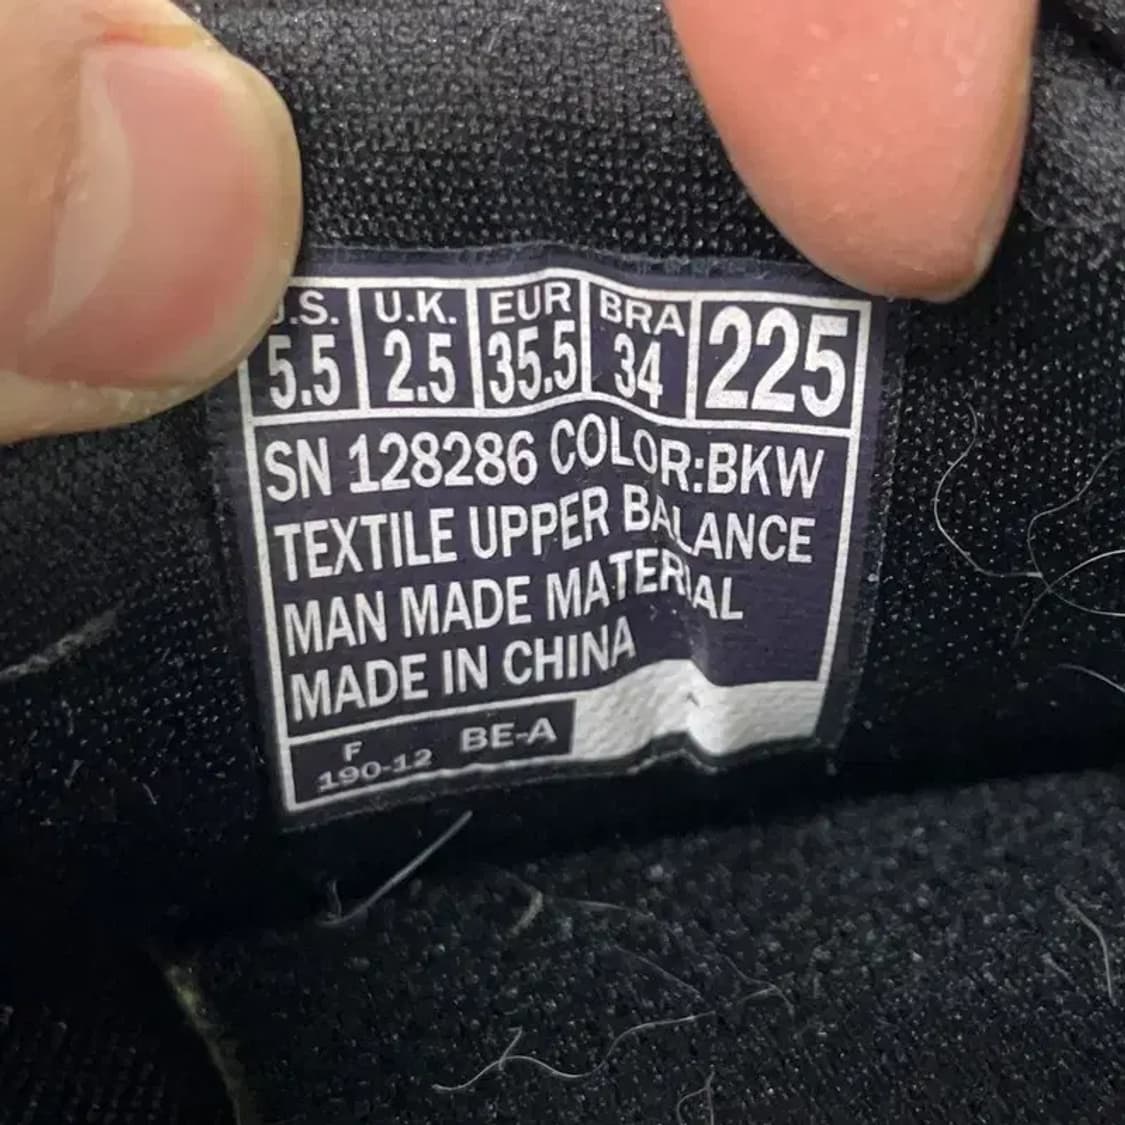 .S. U.K. EUR BRA 225
5.5 2.5 35.5 34
SN 128286 COLOR:BKW
TEXTILE UPPER BALANCE
MAN MADE MATERIAL
MADE IN CHINA
F BE-A
190-12